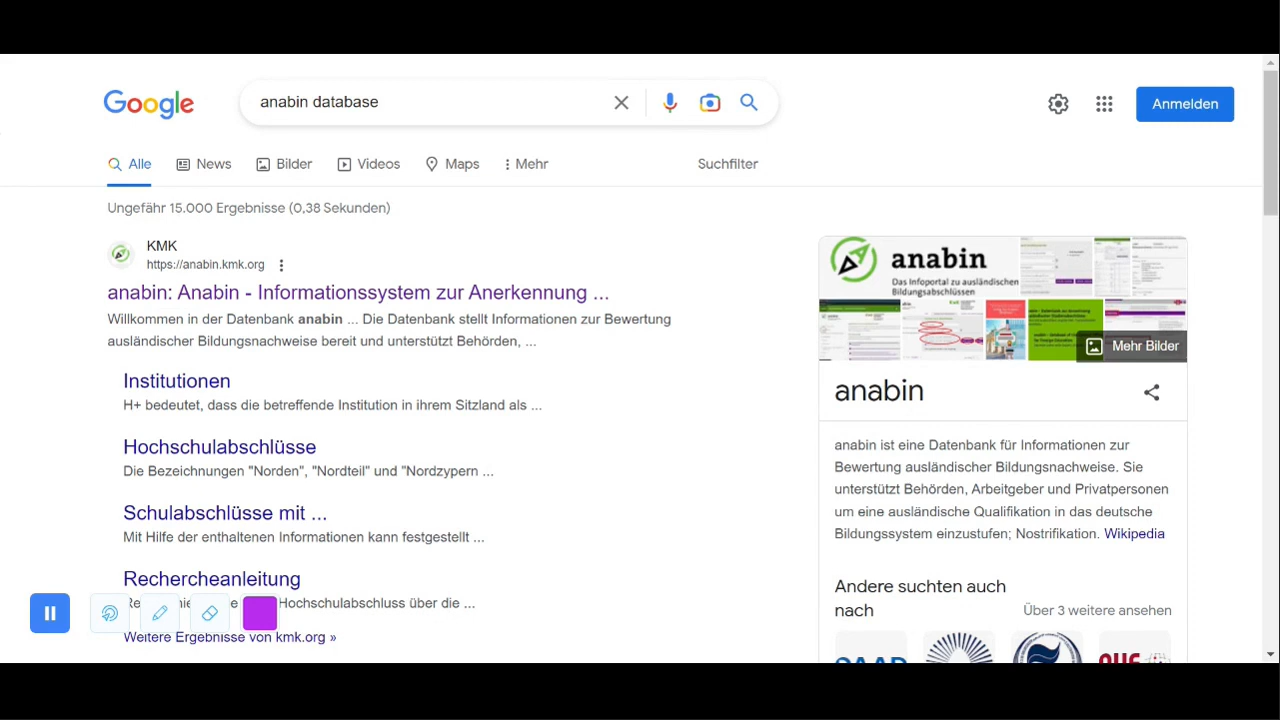 Google
anabin database
Anmelden
Alle
News
Bilder
Videos
Maps
Mehr
Suchfilter
Ungefähr 15.000 Ergebnisse (0,38 Sekunden)
KMK
https://anabin.kmk.org
anabin: Anabin - Informationssystem zur Anerkennung ...
Willkommen in der Datenbank anabin ... Die Datenbank stellt Informationen zur Bewertung
ausländischer Bildungsnachweise bereit und unterstützt Behörden, ...
Institutionen
H+ bedeutet, dass die betreffende Institution in ihrem Sitzland als ...
Hochschulabschlüsse
Die Bezeichnungen "Norden", "Nordteil" und "Nordzypern ...
Schulabschlüsse mit ...
Mit Hilfe der enthaltenen Informationen kann festgestellt ...
Rechercheanleitung
Hochschulabschluss über die ...
Weitere Ergebnisse von kmk.org »
anabin
Das Infoportal zu ausländischen
Bildungsabschlüssen
Mehr Bilder
anabin
anabin ist eine Datenbank für Informationen zur
Bewertung ausländischer Bildungsnachweise. Sie
unterstützt Behörden, Arbeitgeber und Privatpersonen
um eine ausländische Qualifikation in das deutsche
Bildungssystem einzustufen; Nostrifikation. Wikipedia
Andere suchten auch
nach
Über 3 weitere ansehen